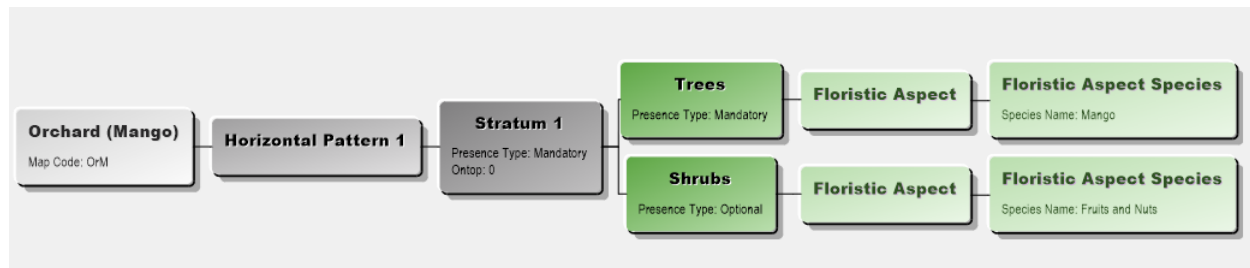 Orchard (Mango)
Map Code: OrM
Horizontal Pattern 1
Stratum 1
Presence Type: Mandatory
Ontop: 0
Trees
Presence Type: Mandatory
Floristic Aspect
Floristic Aspect Species
Species Name: Mango
Shrubs
Presence Type: Optional
Floristic Aspect
Floristic Aspect Species
Species Name: Fruits and Nuts